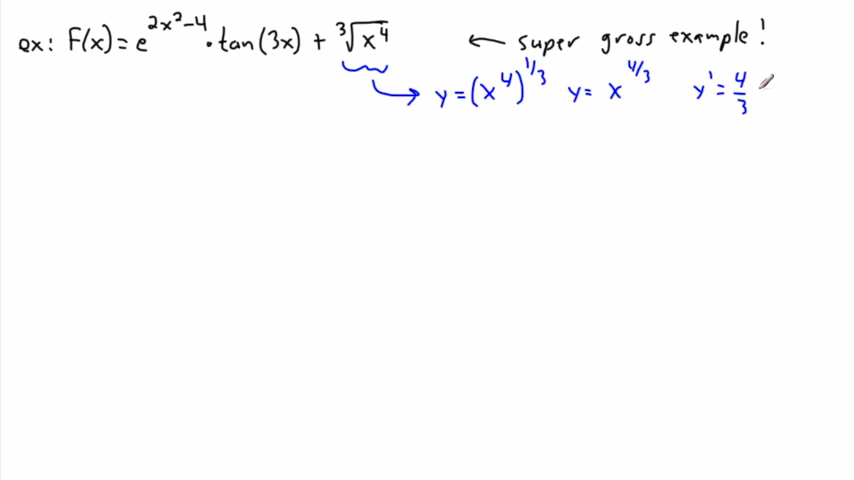 ex: F(x) = e^{2x²-4} · tan(3x) + ∛x⁴ ← super gross example!
→ y = (x⁴)^{1/3} y = x^{4/3} y' = 4/3